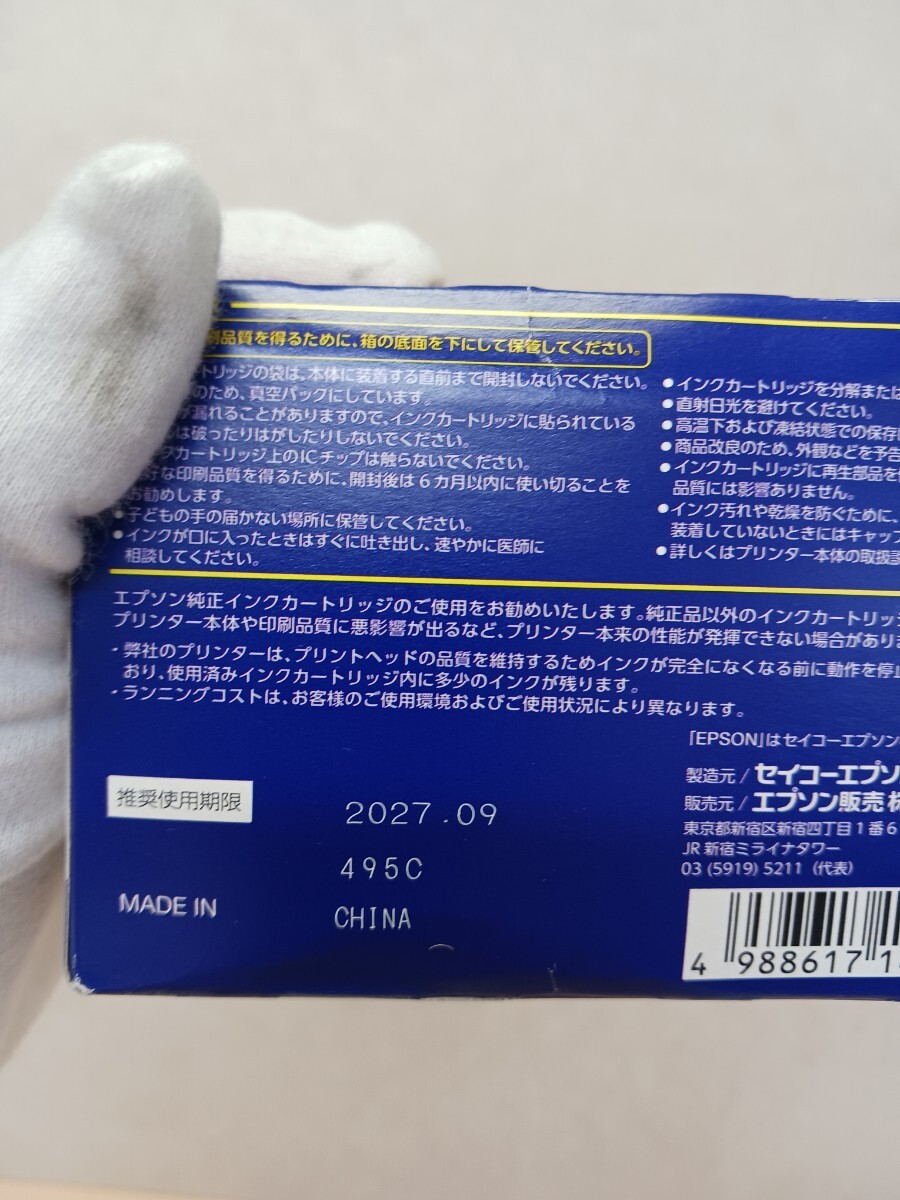 刷品質を得るために、箱の底面を下にして保管してください。
トリッジの袋は、本体に装着する直前まで開封しないでください。
のため、真空パックにしています。
漏れることがありますので、インクカートリッジに貼られている
は破ったりはがしたりしないでください。
クカートリッジ上のICチップは触らないでください。
な印刷品質を得るために、開封後は6カ月以内に使い切ることを
お勧めします。
●子どもの手の届かない場所に保管してください。
●インクが口に入ったときはすぐに吐き出し、速やかに医師に
相談してください。
●インクカートリッジを分解または
●直射日光を避けてください。
●高温下および凍結状態での保存
●商品改良のため、外観などを予告
●インクカートリッジに再生部品を
品質には影響ありません。
●インク汚れや乾燥を防ぐために、
装着していないときにはキャップ
●詳しくはプリンター本体の取扱説
エプソン純正インクカートリッジのご使用をお勧めいたします。純正品以外のインクカートリッジ
プリンター本体や印刷品質に悪影響が出るなど、プリンター本来の性能が発揮できない場合があり
・弊社のプリンターは、プリントヘッドの品質を維持するためインクが完全になくなる前に動作を停止
おり、使用済みインクカートリッジ内に多少のインクが残ります。
・ランニングコストは、お客様のご使用環境およびご使用状況により異なります。
「EPSON」はセイコーエプソン
製造元 / セイコーエプソ
販売元 / エプソン販売 株
東京都新宿区新宿四丁目1番6
JR 新宿ミライナタワー
03 (5919) 5211 (代表)
推奨使用期限
2027.09
495C
MADE IN
CHINA
4 988617 1